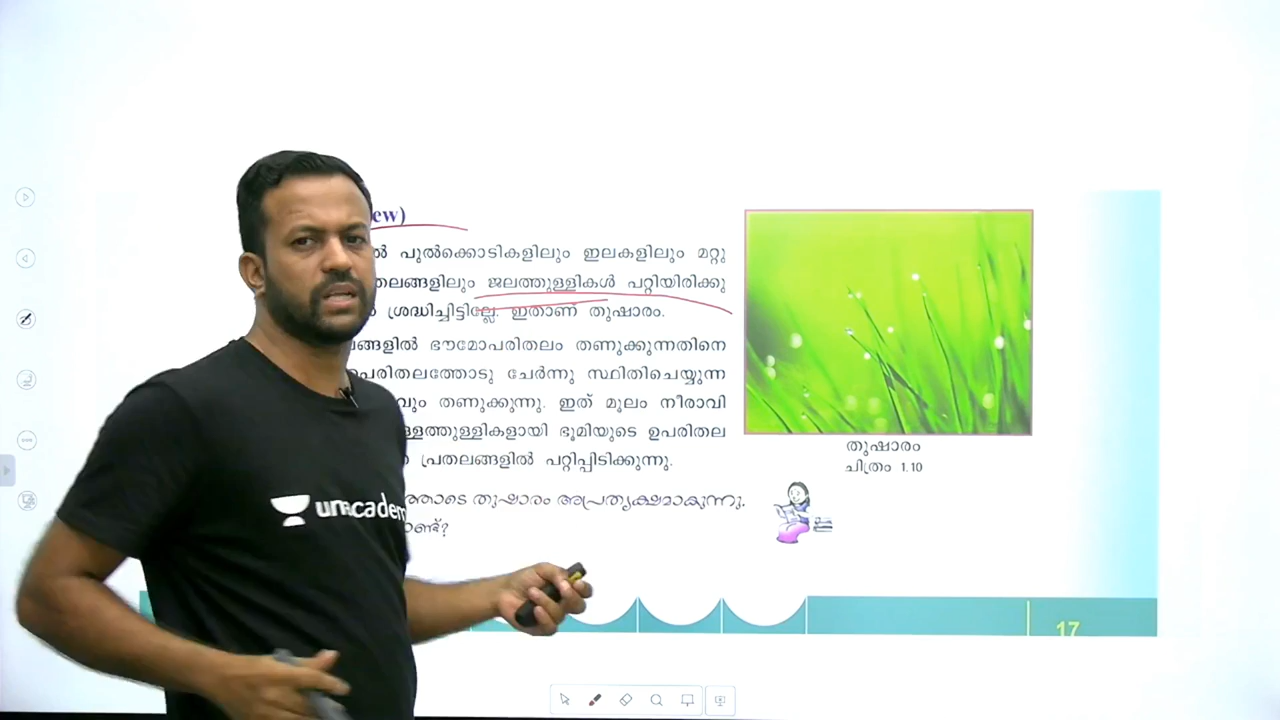 ew)
പുൽക്കൊടികളിലും ഇലകളിലും മറ്റു
തലങ്ങളിലും ജലത്തുള്ളികൾ പറ്റിയിരിക്കു
ശ്രദ്ധിച്ചിട്ടില്ലേ. ഇതാണ് തുഷാരം.
ങ്ങളിൽ ഭൗമോപരിതലം തണുക്കുന്നതിനെ
പരിതലത്തോടു ചേർന്നു സ്ഥിതിചെയ്യുന്ന
വും തണുക്കുന്നു. ഇത് മൂലം നീരാവി
ള്ളത്തുള്ളികളായി ഭൂമിയുടെ ഉപരിതല
പ്രതലങ്ങളിൽ പറ്റിപ്പിടിക്കുന്നു.
ത്തോടെ തുഷാരം അപ്രത്യക്ഷമാകുന്നു.
ണ്ട്?
തുഷാരം
ചിത്രം 1.10
17
unacadem